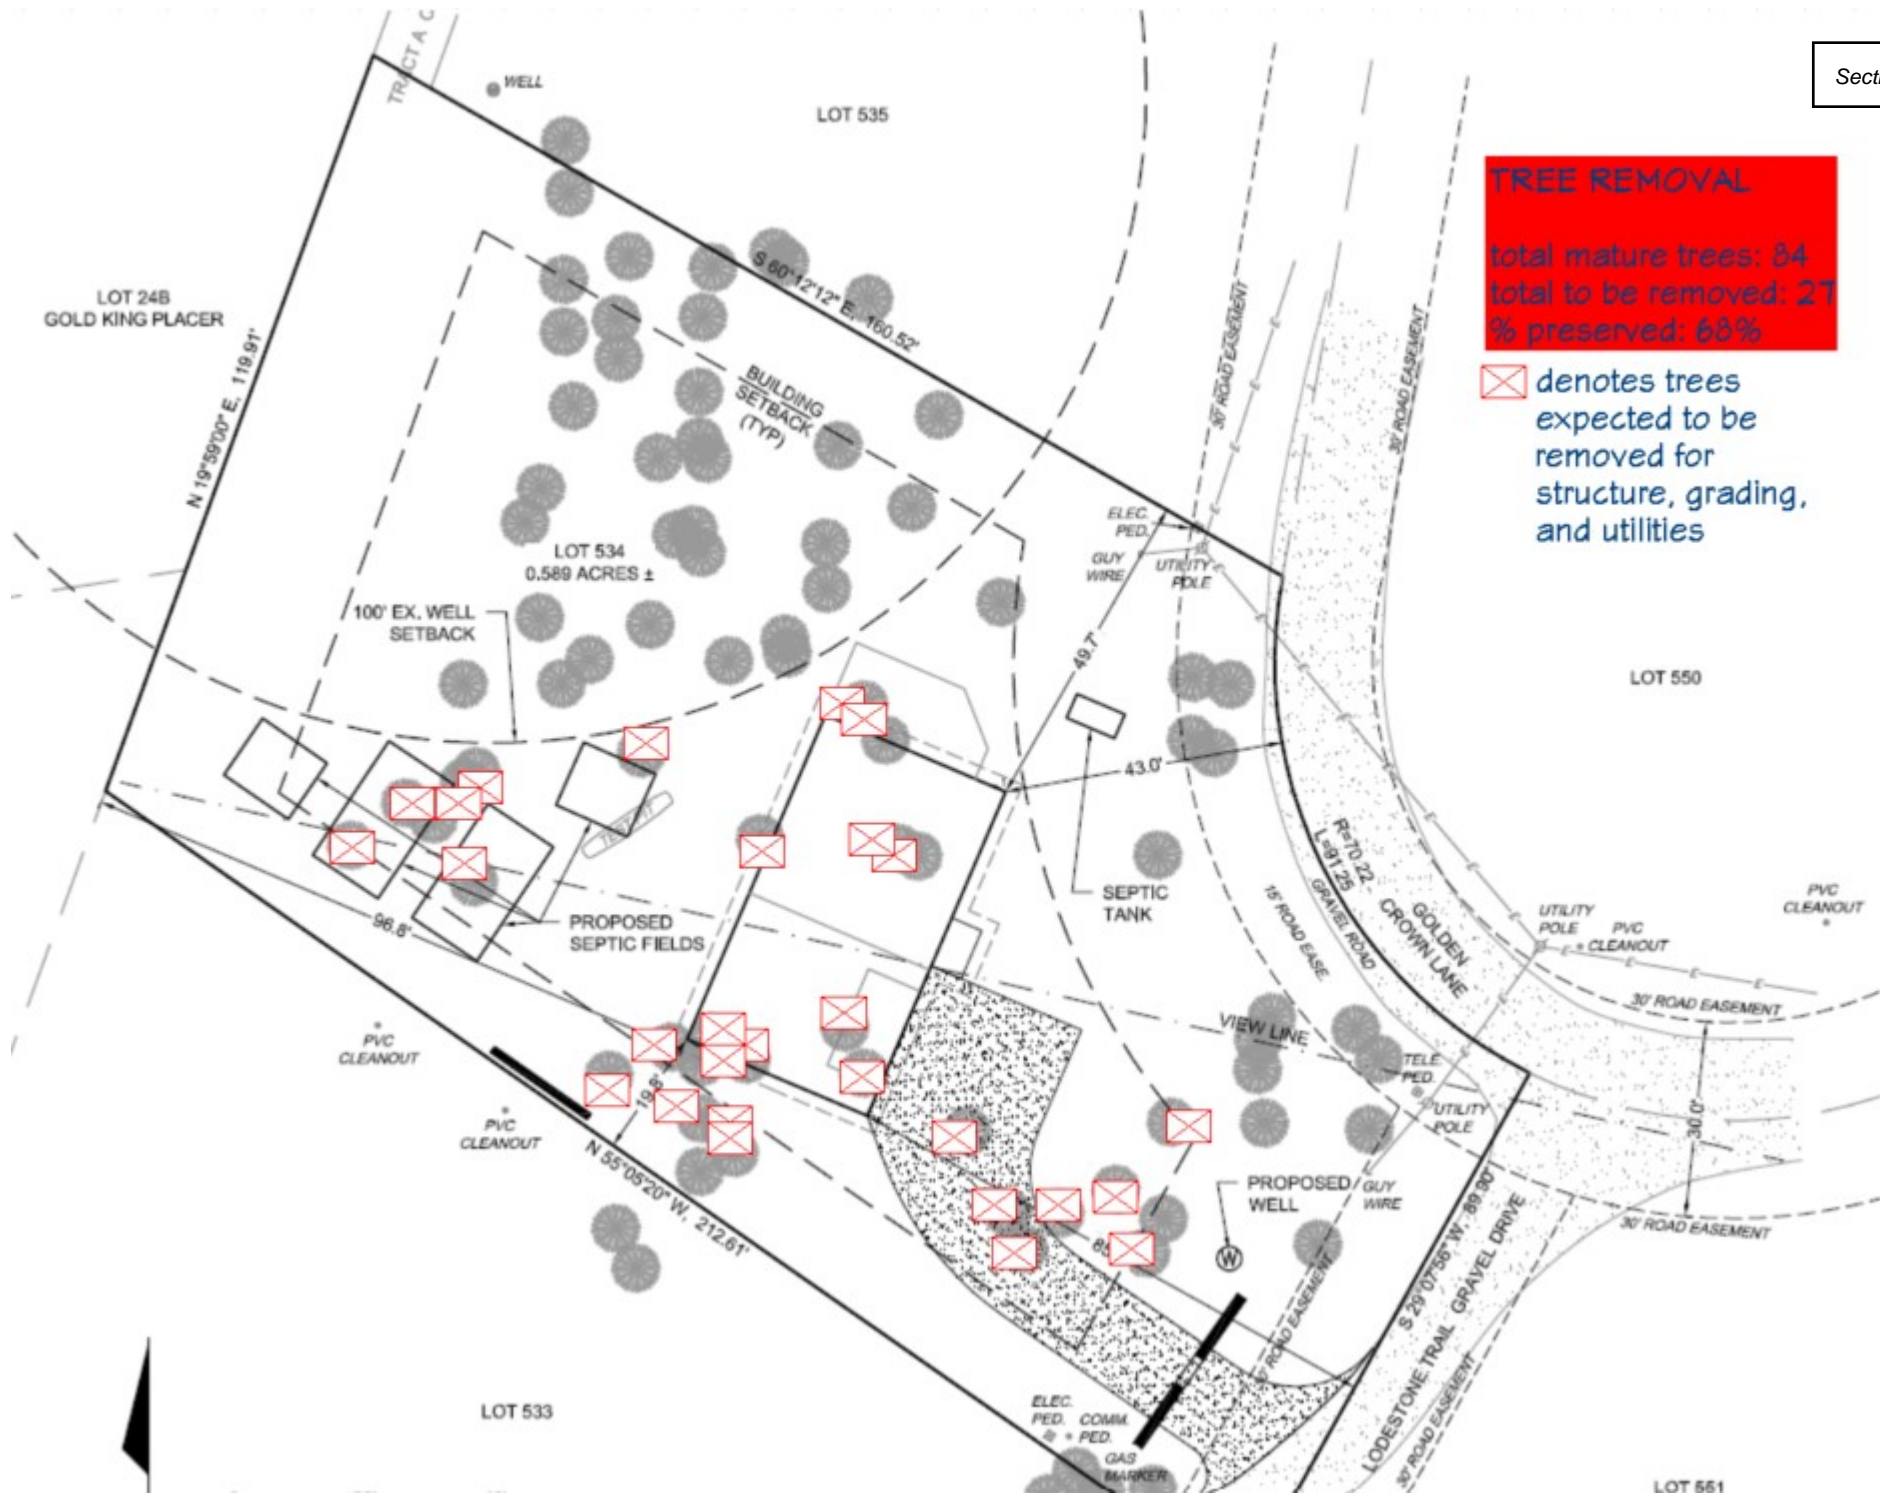 TRACT A
WELL
LOT 535
Secti
TREE REMOVAL
total mature trees: 84
total to be removed: 27
% preserved: 68%
denotes trees
expected to be
removed for
structure, grading,
and utilities
LOT 24B
GOLD KING PLACER
N 19°59'00" E, 119.91'
S 60°12'12" E, 160.52'
BUILDING
SETBACK
(TYP)
30' ROAD EASEMENT
30' ROAD EASEMENT
E
E
E
LOT 534
0.589 ACRES ±
100' EX. WELL
SETBACK
ELEC.
PED.
GUY
WIRE
UTILITY
POLE
49.7'
43.0'
LOT 550
TEST PIT
SEPTIC
TANK
R=70.22
L=91.25
GOLDEN
CROWN LANE
GRAVEL ROAD
15' ROAD EASE.
PVC
CLEANOUT
UTILITY
POLE
PVC
CLEANOUT
E
E
E
30' ROAD EASEMENT
96.8'
PROPOSED
SEPTIC FIELDS
PVC
CLEANOUT
VIEW LINE
TELE.
PED.
UTILITY
POLE
30.0'
PVC
CLEANOUT
19.8'
N 55°05'20" W, 212.61'
PROPOSED
WELL
W
GUY
WIRE
30' ROAD EASEMENT
S 29°07'56" W 89.90'
LODESTONE TRAIL GRAVEL DRIVE
ROAD EASEMENT
30' ROAD EASEMENT
LOT 533
ELEC.
PED.
COMM.
PED.
GAS
MARKER
LOT 551